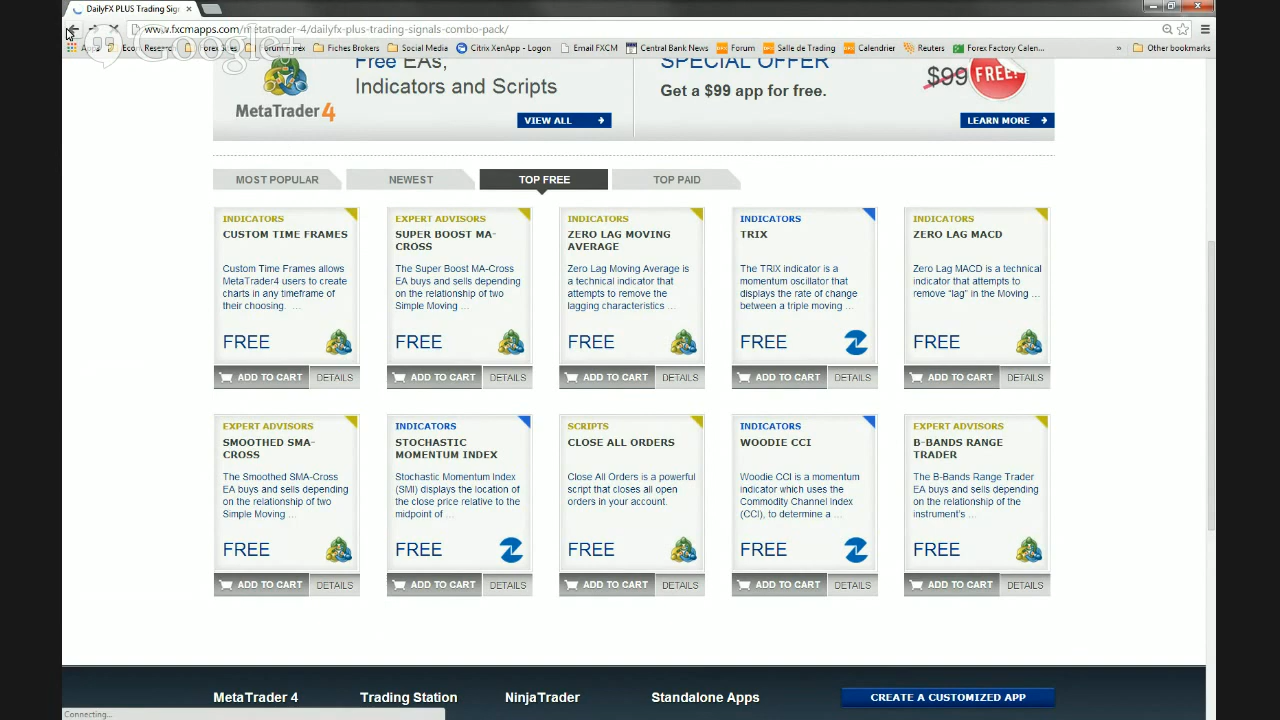 DailyFX PLUS Trading Sig
www.fxcmapps.com/metatrader-4/dailyfx-plus-trading-signals-combo-pack/
Google+
Apps Econ Research Forex Sites Forum Forex Fiches Brokers Social Media Citrix XenApp - Logon Email FXCM Central Bank News Forum Salle de Trading Calendrier Reuters Forex Factory Calen... » Other bookmarks
Free EAs,
Indicators and Scripts
MetaTrader 4
VIEW ALL
SPECIAL OFFER
Get a $99 app for free.
$99 FREE!
LEARN MORE
MOST POPULAR NEWEST TOP FREE TOP PAID
INDICATORS
CUSTOM TIME FRAMES
Custom Time Frames allows
MetaTrader4 users to create
charts in any timeframe of
their choosing. ...
FREE
ADD TO CART DETAILS
EXPERT ADVISORS
SUPER BOOST MA-
CROSS
The Super Boost MA-Cross
EA buys and sells depending
on the relationship of two
Simple Moving ...
FREE
ADD TO CART DETAILS
INDICATORS
ZERO LAG MOVING
AVERAGE
Zero Lag Moving Average is
a technical indicator that
attempts to remove the
lagging characteristics ...
FREE
ADD TO CART DETAILS
INDICATORS
TRIX
The TRIX indicator is a
momentum oscillator that
displays the rate of change
between a triple moving ...
FREE
ADD TO CART DETAILS
INDICATORS
ZERO LAG MACD
Zero Lag MACD is a technical
indicator that attempts to
remove “lag” in the Moving ...
FREE
ADD TO CART DETAILS
EXPERT ADVISORS
SMOOTHED SMA-
CROSS
The Smoothed SMA-Cross
EA buys and sells depending
on the relationship of two
Simple Moving ...
FREE
ADD TO CART DETAILS
INDICATORS
STOCHASTIC
MOMENTUM INDEX
Stochastic Momentum Index
(SMI) displays the location of
the close price relative to the
midpoint of ...
FREE
ADD TO CART DETAILS
SCRIPTS
CLOSE ALL ORDERS
Close All Orders is a powerful
script that closes all open
orders in your account.
FREE
ADD TO CART DETAILS
INDICATORS
WOODIE CCI
Woodie CCI is a momentum
indicator which uses the
Commodity Channel Index
(CCI), to determine a ...
FREE
ADD TO CART DETAILS
EXPERT ADVISORS
B-BANDS RANGE
TRADER
The B-Bands Range Trader
EA buys and sells depending
on the relationship of the
instrument's ...
FREE
ADD TO CART DETAILS
MetaTrader 4 Trading Station NinjaTrader Standalone Apps CREATE A CUSTOMIZED APP
Connecting...